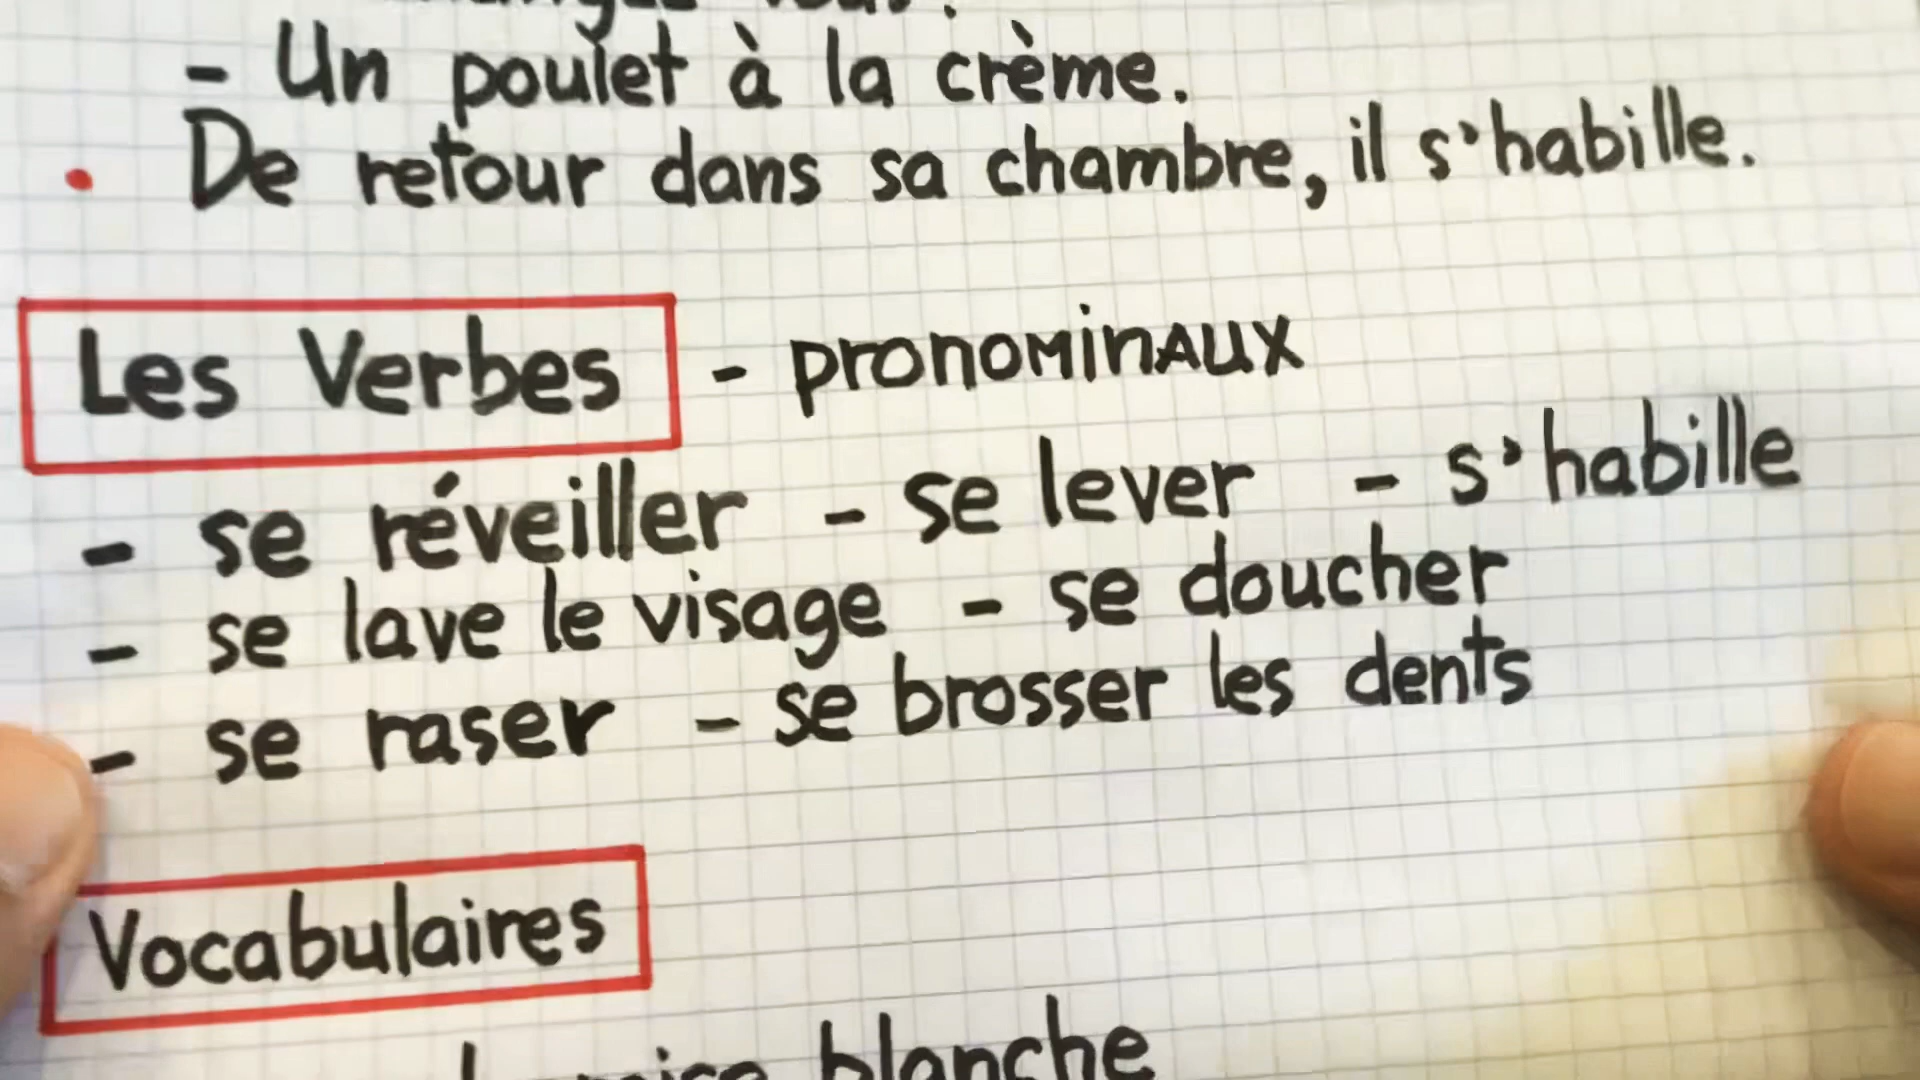 - Un poulet à la crème.
• De retour dans sa chambre, il s'habille.
Les Verbes - pronominaux
- se réveiller - se lever - s'habille
- se lave le visage - se doucher
- se raser - se brosser les dents
Vocabulaires
blanche